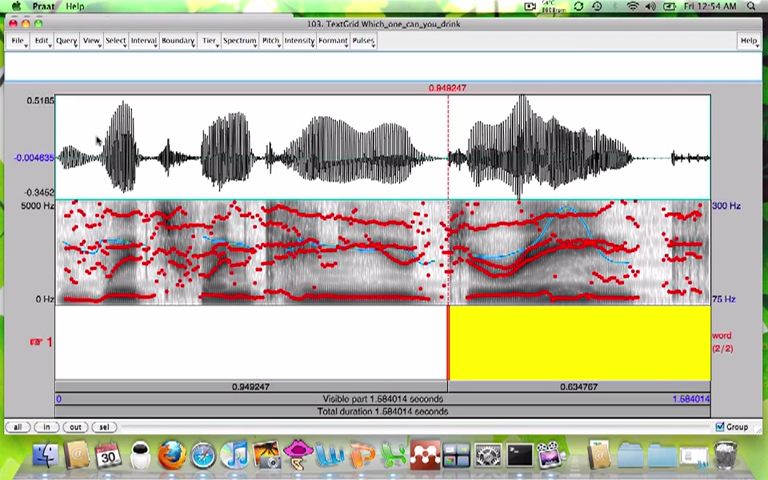 Praat Help
Fri 12:54 AM
103. TextGrid Which_one_can_you_drink
File Edit Query View Select Interval Boundary Tier Spectrum Pitch Intensity Formant Pulses Help
0.949247
0.5185
-0.004635
-0.3452
5000 Hz
300 Hz
0 Hz
75 Hz
1
word
(2/2)
0.949247 0.634767
0 Visible part 1.584014 seconds 1.584014
Total duration 1.584014 seconds
all in out sel Group
30